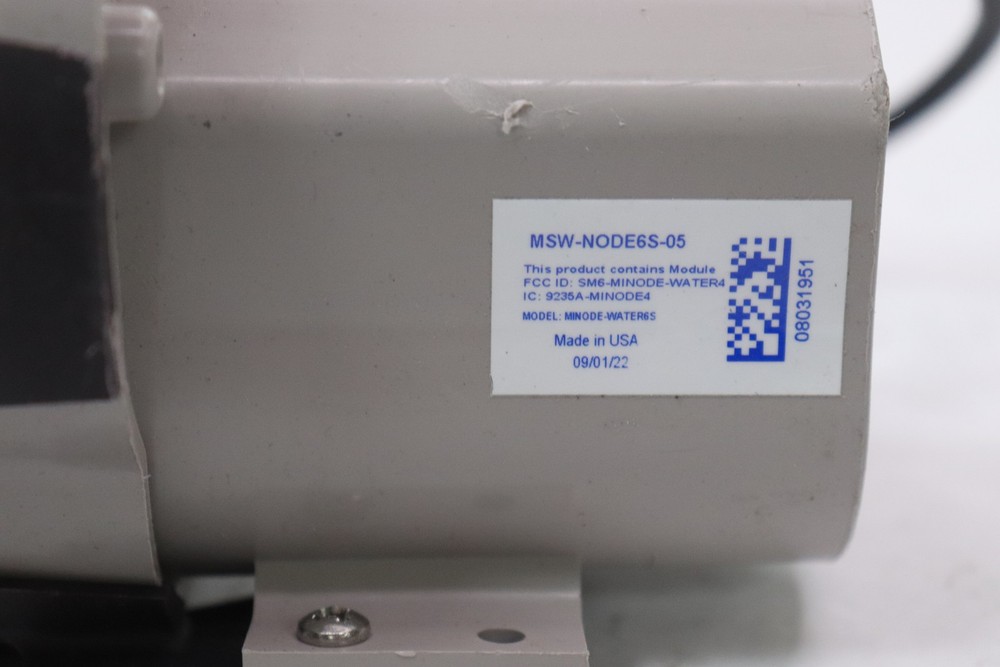 MSW-NODE6S-05
This product contains Module
FCC ID: SM6-MINODE-WATER4
IC: 9235A-MINODE4
MODEL: MINODE-WATER6S
Made in USA
09/01/22
08031951